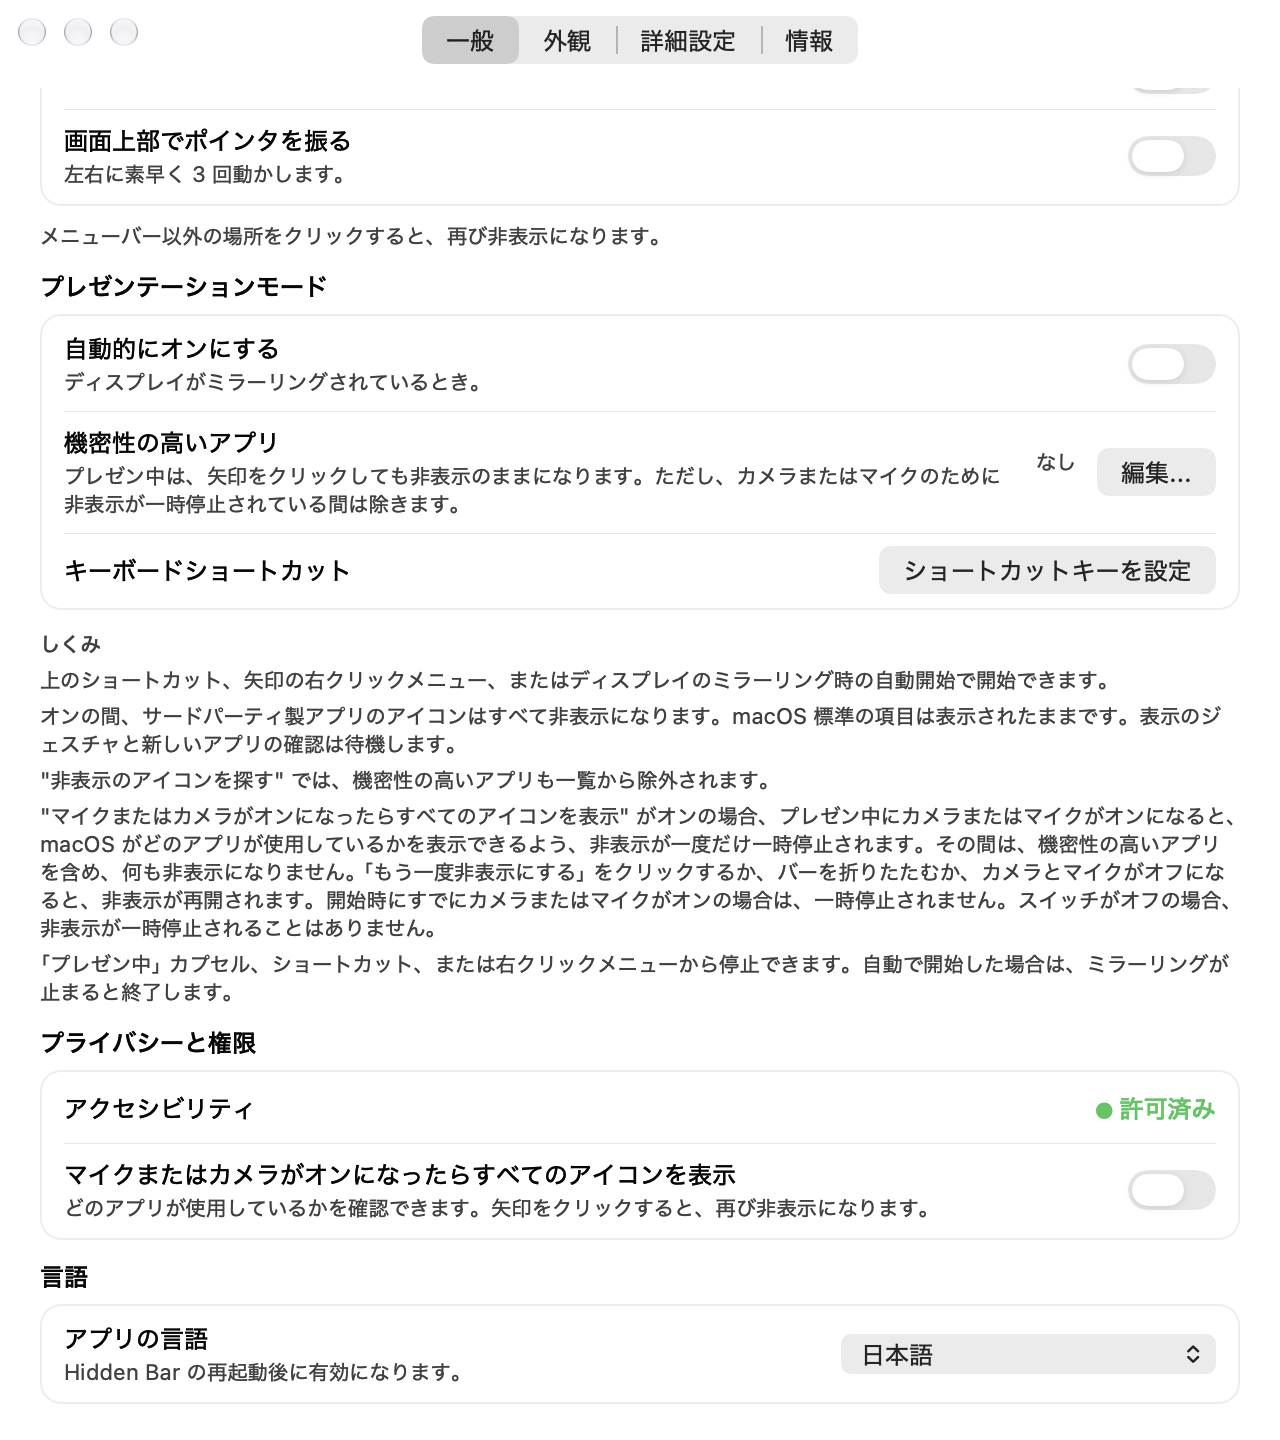 一般
外観
詳細設定
情報
画面上部でポインタを振る
左右に素早く 3 回動かします。
メニューバー以外の場所をクリックすると、再び非表示になります。
プレゼンテーションモード
自動的にオンにする
ディスプレイがミラーリングされているとき。
機密性の高いアプリ
プレゼン中は、矢印をクリックしても非表示のままになります。ただし、カメラまたはマイクのために
非表示が一時停止されている間は除きます。
なし
編集...
キーボードショートカット
ショートカットキーを設定
しくみ
上のショートカット、矢印の右クリックメニュー、またはディスプレイのミラーリング時の自動開始で開始できます。
オンの間、サードパーティ製アプリのアイコンはすべて非表示になります。macOS 標準の項目は表示されたままです。表示のジ
ェスチャと新しいアプリの確認は待機します。
"非表示のアイコンを探す" では、機密性の高いアプリも一覧から除外されます。
"マイクまたはカメラがオンになったらすべてのアイコンを表示" がオンの場合、プレゼン中にカメラまたはマイクがオンになると、
macOS がどのアプリが使用しているかを表示できるよう、非表示が一度だけ一時停止されます。その間は、機密性の高いアプリ
を含め、何も非表示になりません。「もう一度非表示にする」をクリックするか、バーを折りたたむか、カメラとマイクがオフにな
ると、非表示が再開されます。開始時にすでにカメラまたはマイクがオンの場合は、一時停止されません。スイッチがオフの場合、
非表示が一時停止されることはありません。
「プレゼン中」カプセル、ショートカット、または右クリックメニューから停止できます。自動で開始した場合は、ミラーリングが
止まると終了します。
プライバシーと権限
アクセシビリティ
許可済み
マイクまたはカメラがオンになったらすべてのアイコンを表示
どのアプリが使用しているかを確認できます。矢印をクリックすると、再び非表示になります。
言語
アプリの言語
Hidden Bar の再起動後に有効になります。
日本語